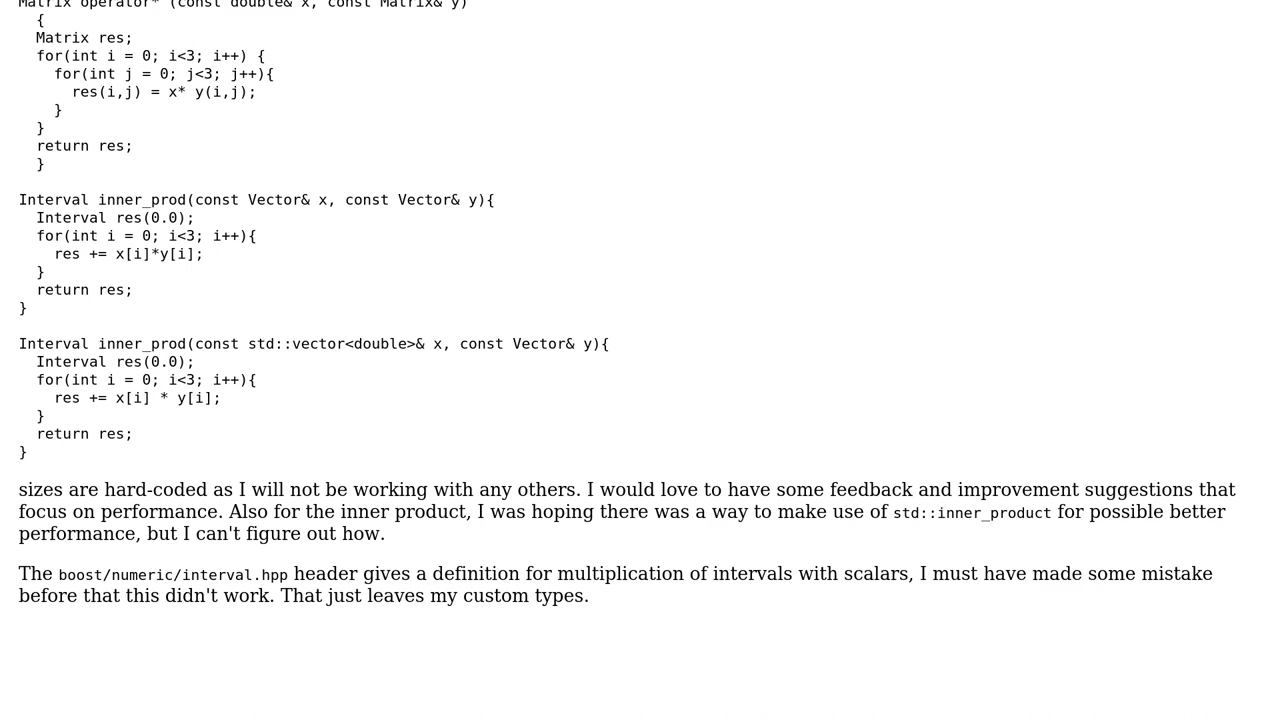 Matrix operator* (const double& x, const Matrix& y)
  {
  Matrix res;
  for(int i = 0; i<3; i++) {
    for(int j = 0; j<3; j++){
      res(i,j) = x* y(i,j);
    }
  }
  return res;
  }

Interval inner_prod(const Vector& x, const Vector& y){
  Interval res(0.0);
  for(int i = 0; i<3; i++){
    res += x[i]*y[i];
  }
  return res;
}

Interval inner_prod(const std::vector<double>& x, const Vector& y){
  Interval res(0.0);
  for(int i = 0; i<3; i++){
    res += x[i] * y[i];
  }
  return res;
}

sizes are hard-coded as I will not be working with any others. I would love to have some feedback and improvement suggestions that
focus on performance. Also for the inner product, I was hoping there was a way to make use of std::inner_product for possible better
performance, but I can't figure out how.

The boost/numeric/interval.hpp header gives a definition for multiplication of intervals with scalars, I must have made some mistake
before that this didn't work. That just leaves my custom types.